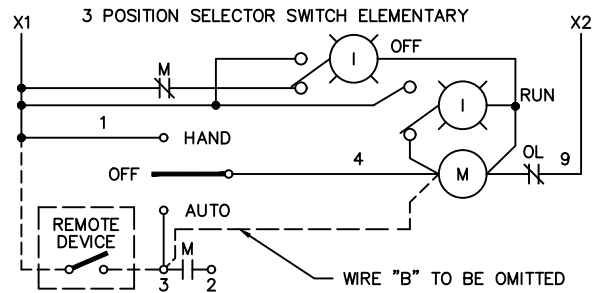 3 POSITION SELECTOR SWITCH ELEMENTARY
X1
X2
OFF
I
M
I
RUN
1
HAND
OL
OFF
4
M
9
AUTO
REMOTE
DEVICE
M
3
2
WIRE "B" TO BE OMITTED